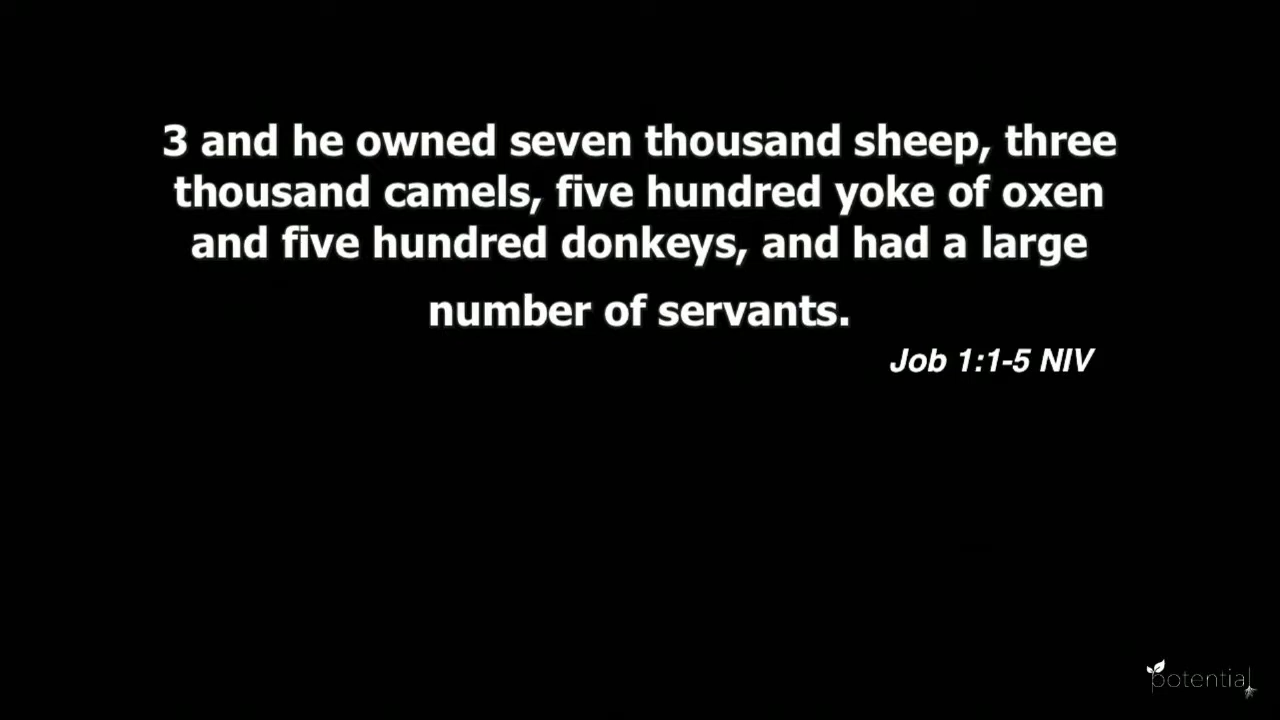 3 and he owned seven thousand sheep, three
thousand camels, five hundred yoke of oxen
and five hundred donkeys, and had a large
number of servants.
Job 1:1-5 NIV
potential